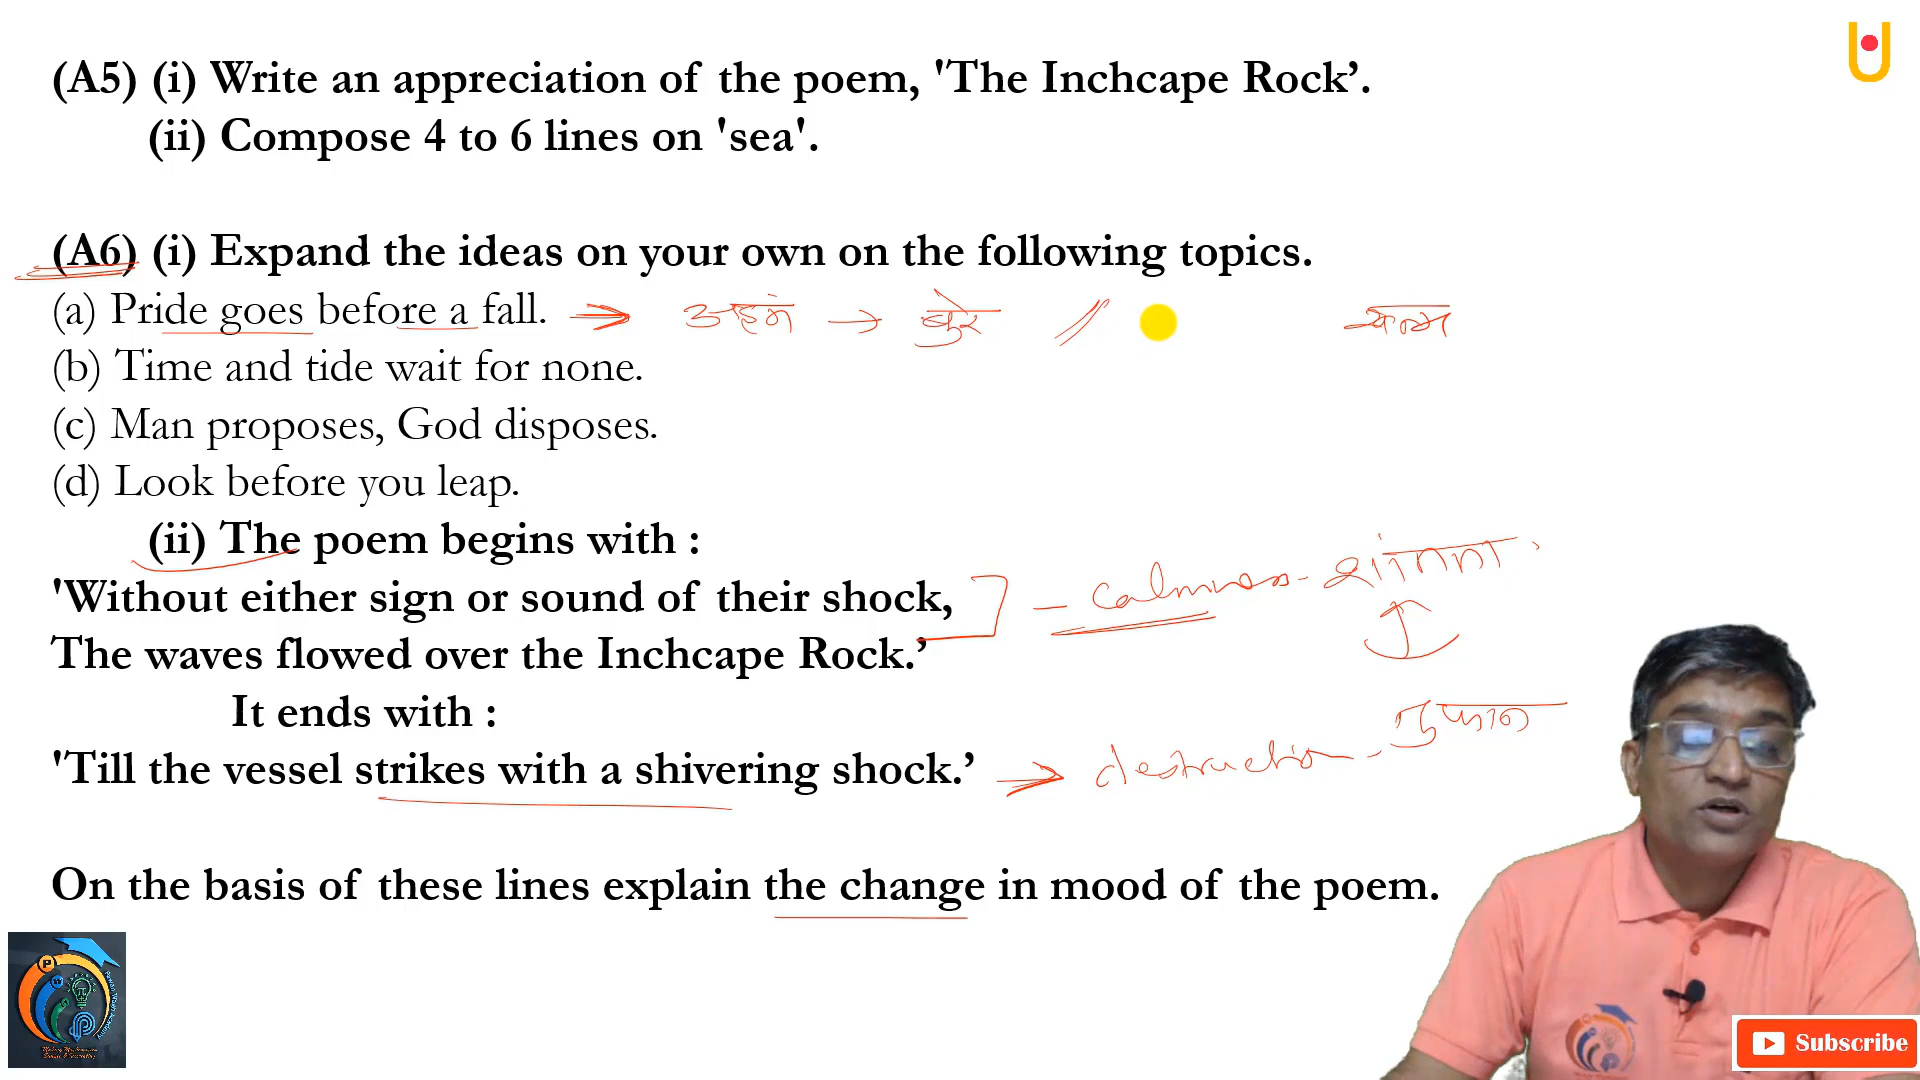 (A5) (i) Write an appreciation of the poem, 'The Inchcape Rock’.
(ii) Compose 4 to 6 lines on 'sea'.
(A6) (i) Expand the ideas on your own on the following topics.
(a) Pride goes before a fall. → अहम → बुरे //
(b) Time and tide wait for none.
(c) Man proposes, God disposes.
(d) Look before you leap.
(ii) The poem begins with :
'Without either sign or sound of their shock, – calmness -
The waves flowed over the Inchcape Rock.’
It ends with :
'Till the vessel strikes with a shivering shock.’ → destruction -
On the basis of these lines explain the change in mood of the poem.
Subscribe